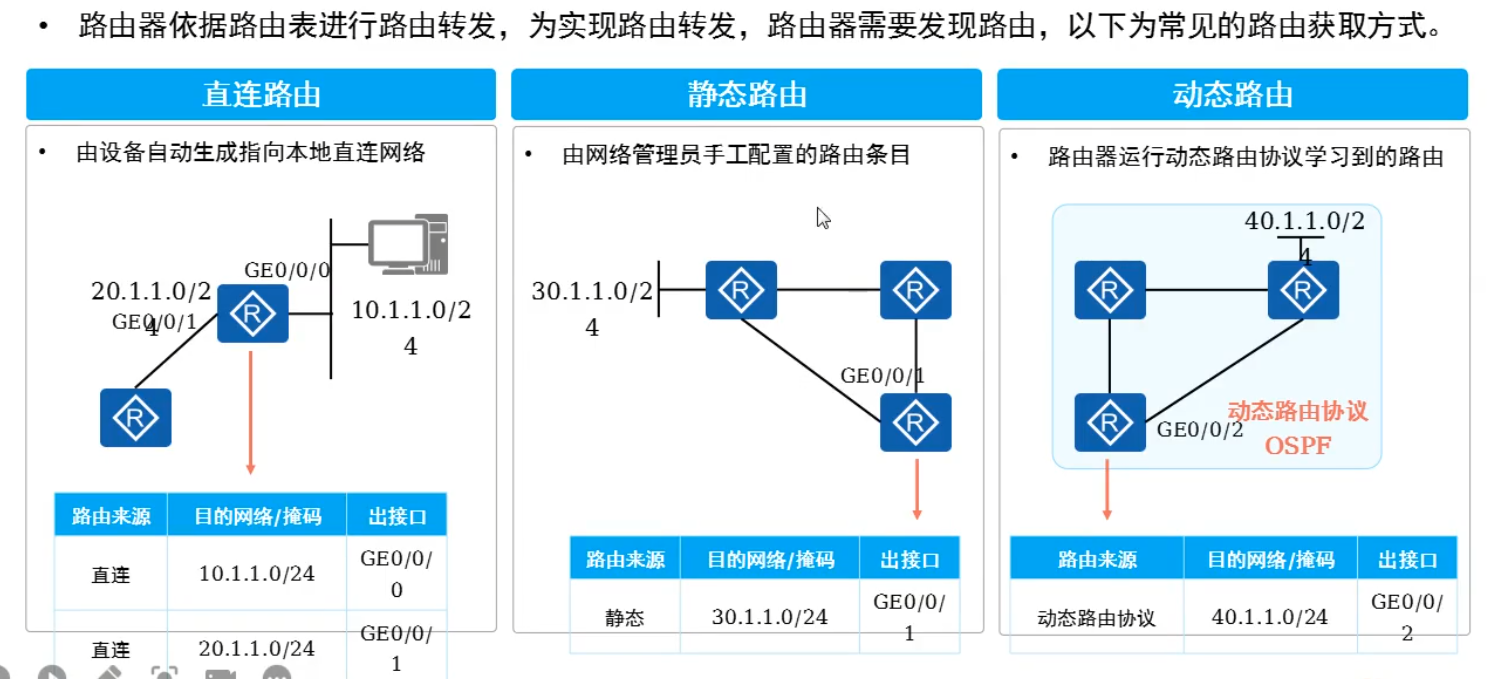 • 路由器依据路由表进行路由转发，为实现路由转发，路由器需要发现路由，以下为常见的路由获取方式。
直连路由
• 由设备自动生成指向本地直连网络
GE0/0/0
20.1.1.0/2
4
GE0/0/1
R
10.1.1.0/2
4
R
路由来源 目的网络/掩码 出接口
直连 10.1.1.0/24 GE0/0/
0
直连 20.1.1.0/24 GE0/0/
1
静态路由
• 由网络管理员手工配置的路由条目
30.1.1.0/2
4
R
R
GE0/0/1
R
路由来源 目的网络/掩码 出接口
静态 30.1.1.0/24 GE0/0/
1
动态路由
• 路由器运行动态路由协议学习到的路由
40.1.1.0/2
4
R
R
R
GE0/0/2
动态路由协议
OSPF
路由来源 目的网络/掩码 出接口
动态路由协议 40.1.1.0/24 GE0/0/
2